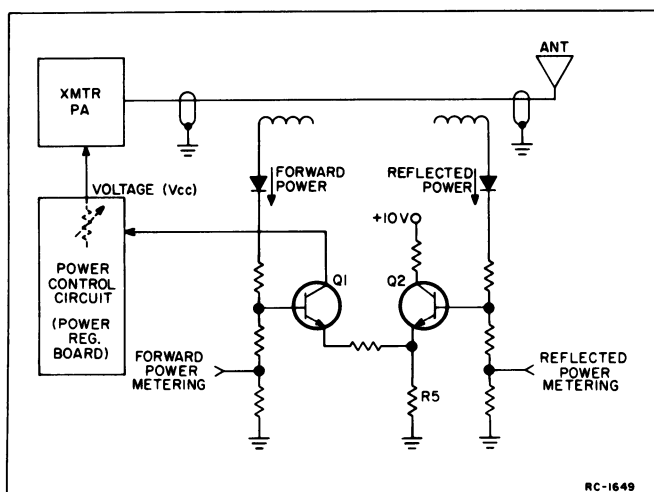 ANT
XMTR
PA
VOLTAGE (Vcc)
POWER
CONTROL
CIRCUIT
(POWER
REG.
BOARD)
FORWARD
POWER
REFLECTED
POWER
+10V
Q1
Q2
FORWARD
POWER
METERING
R5
REFLECTED
POWER
METERING
RC-1649